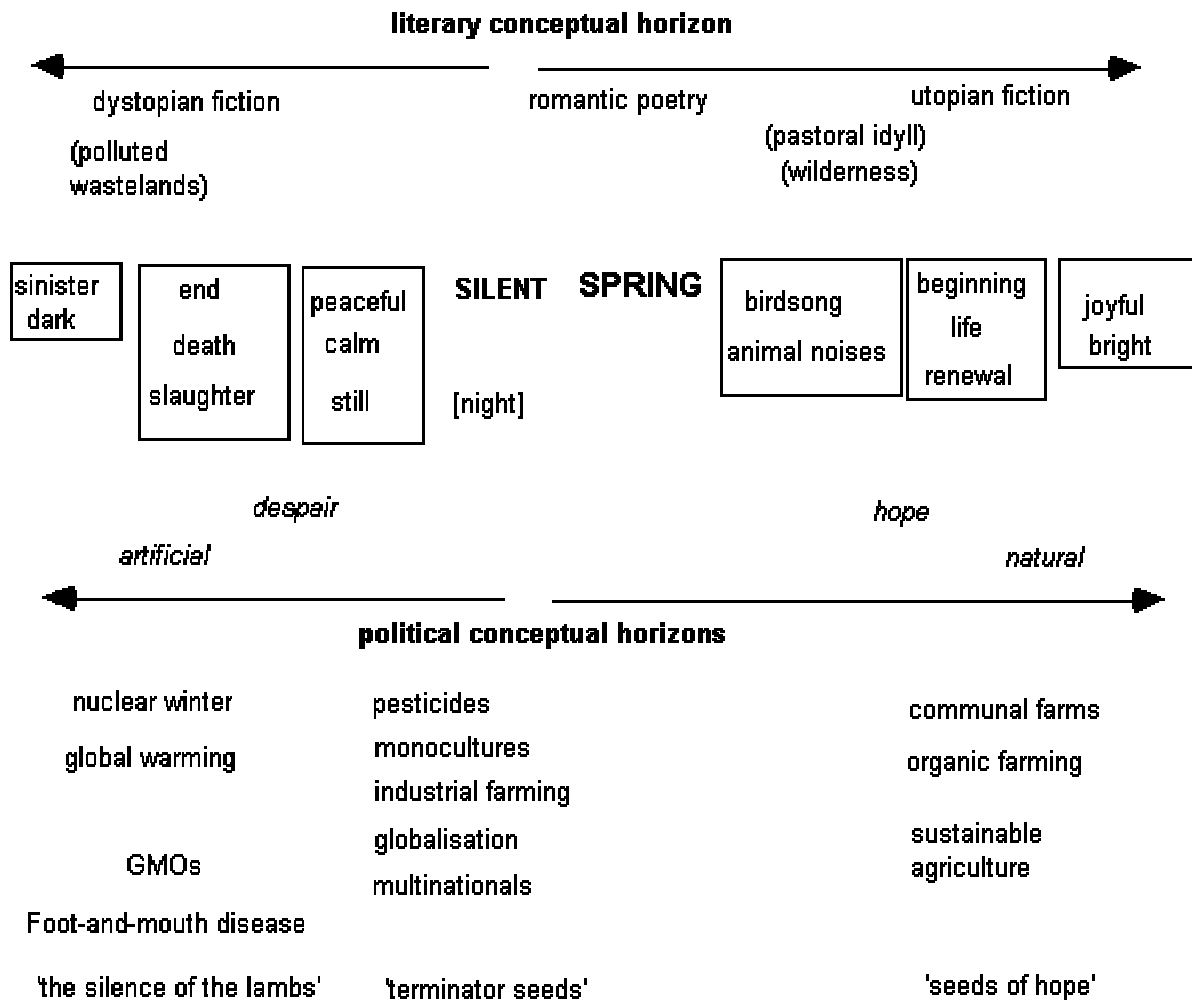 literary conceptual horizon
dystopian fiction
romantic poetry
utopian fiction
(polluted
wastelands)
(pastoral idyll)
(wilderness)
sinister
dark
end
death
slaughter
peaceful
calm
still
SILENT SPRING
[night]
birdsong
animal noises
beginning
life
renewal
joyful
bright
despair
hope
artificial
natural
political conceptual horizons
nuclear winter
global warming
GMOs
Foot-and-mouth disease
'the silence of the lambs'
pesticides
monocultures
industrial farming
globalisation
multinationals
'terminator seeds'
communal farms
organic farming
sustainable
agriculture
'seeds of hope'